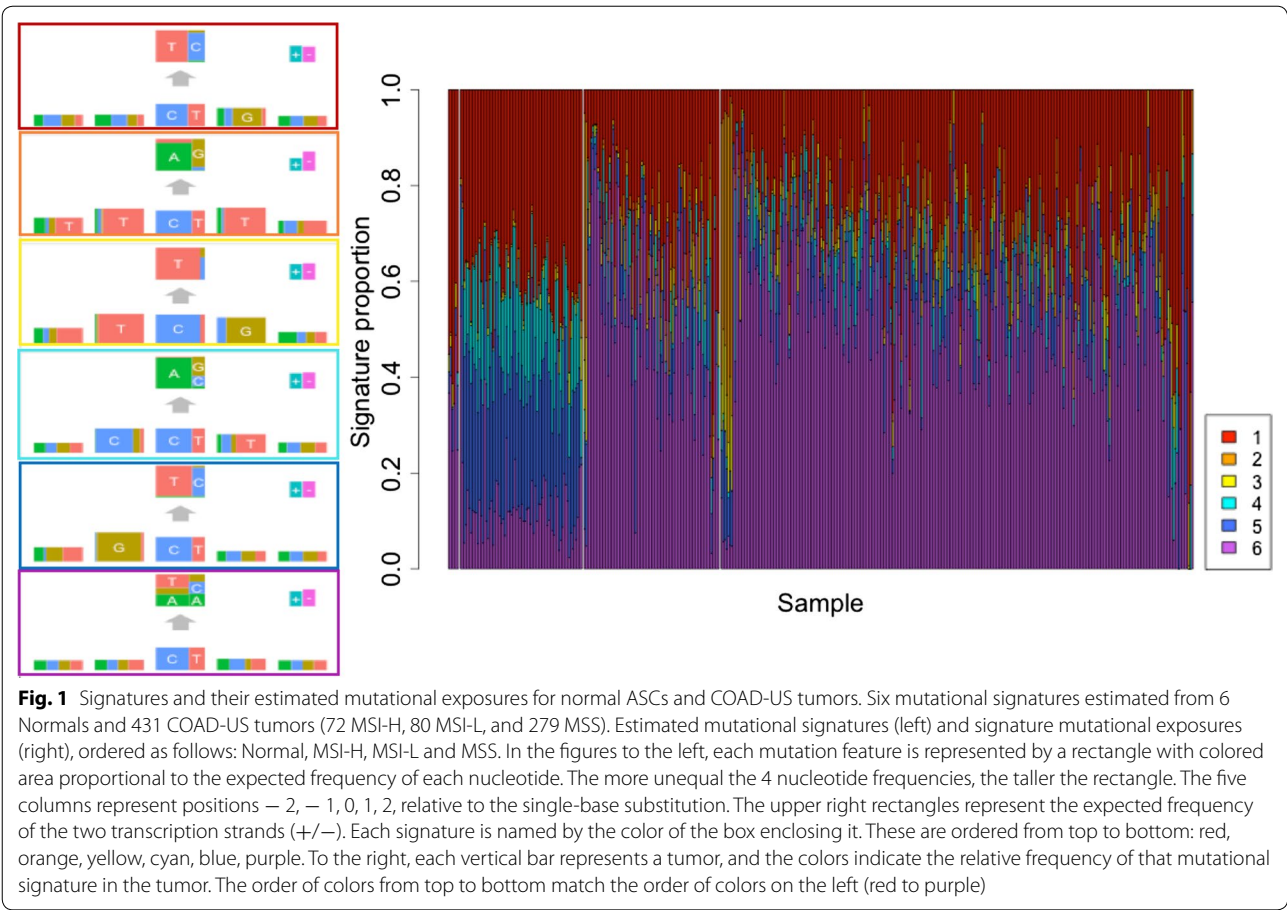 T C + -
C T G
A G + -
T T C T T
T + -
T C G
A G C + -
C C T T
T C + -
G C T
T C A A + -
C T
Signature proportion
1.0
0.8
0.6
0.4
0.2
0.0
Sample
1
2
3
4
5
6
Fig. 1 Signatures and their estimated mutational exposures for normal ASCs and COAD-US tumors. Six mutational signatures estimated from 6
Normals and 431 COAD-US tumors (72 MSI-H, 80 MSI-L, and 279 MSS). Estimated mutational signatures (left) and signature mutational exposures
(right), ordered as follows: Normal, MSI-H, MSI-L and MSS. In the figures to the left, each mutation feature is represented by a rectangle with colored
area proportional to the expected frequency of each nucleotide. The more unequal the 4 nucleotide frequencies, the taller the rectangle. The five
columns represent positions − 2, − 1, 0, 1, 2, relative to the single-base substitution. The upper right rectangles represent the expected frequency
of the two transcription strands (+/−). Each signature is named by the color of the box enclosing it. These are ordered from top to bottom: red,
orange, yellow, cyan, blue, purple. To the right, each vertical bar represents a tumor, and the colors indicate the relative frequency of that mutational
signature in the tumor. The order of colors from top to bottom match the order of colors on the left (red to purple)